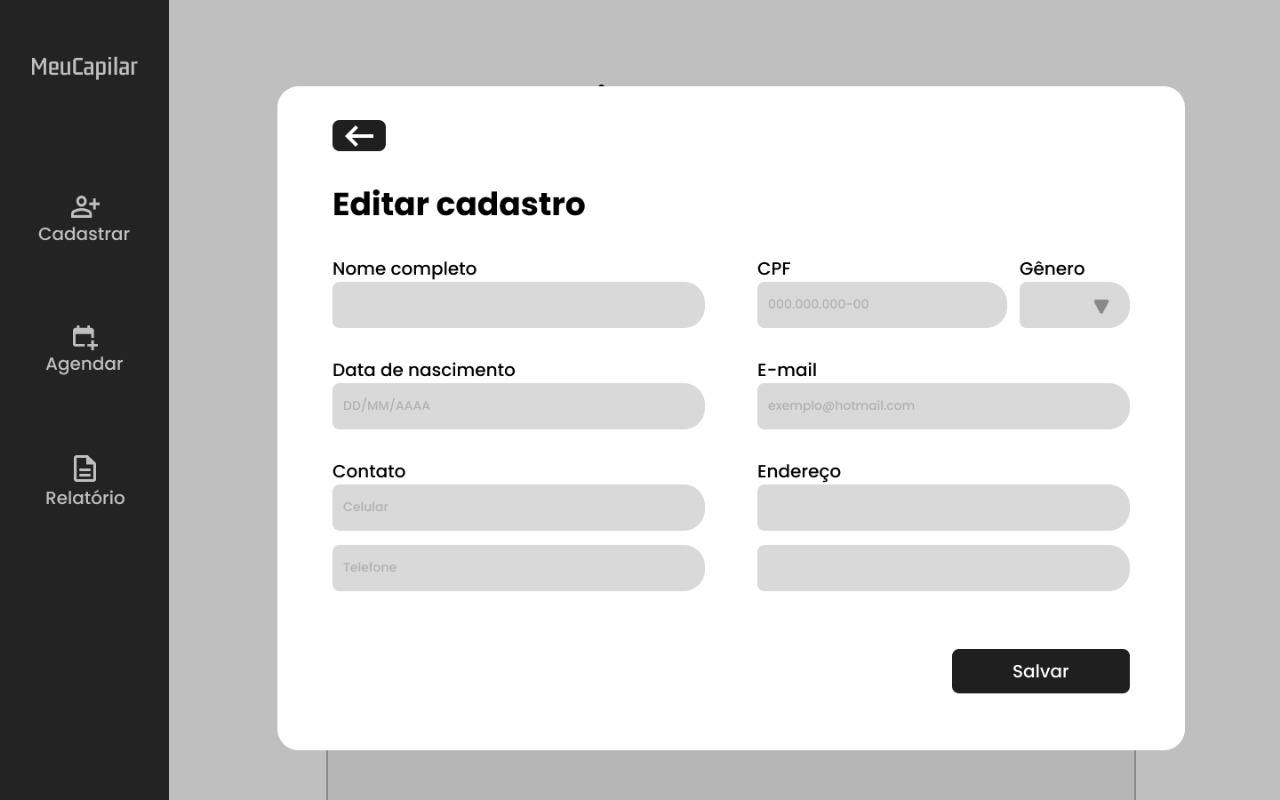 MeuCapilar
Cadastrar
Agendar
Relatório
Editar cadastro
Nome completo
CPF
Gênero
000.000.000-00
Data de nascimento
E-mail
DD/MM/AAAA
exemplo@hotmail.com
Contato
Endereço
Celular
Telefone
Salvar